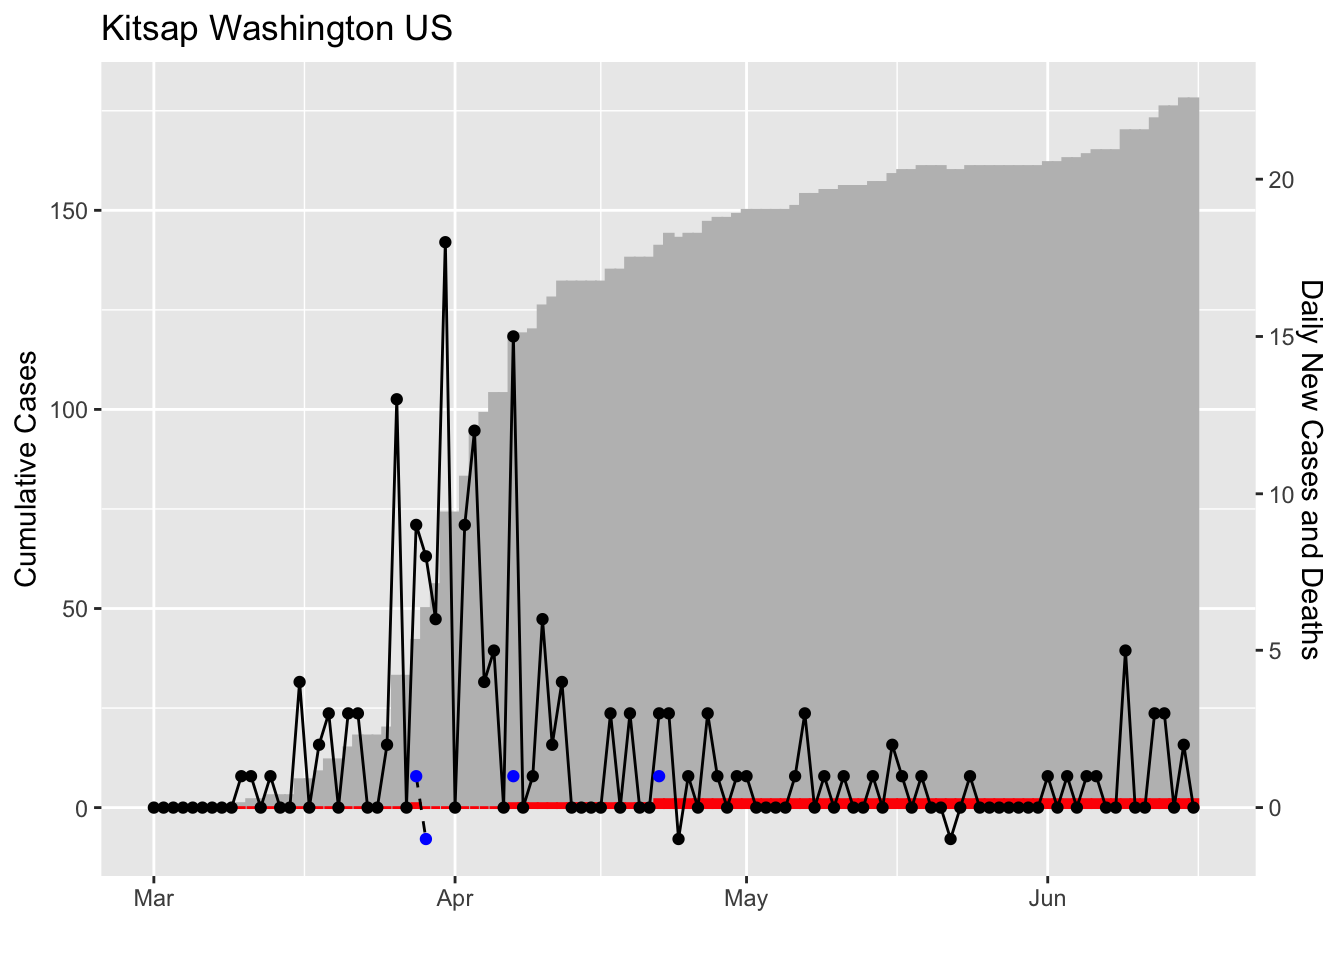 Kitsap Washington US
Cumulative Cases
150
100
50
0
20
15
10
5
0
Daily New Cases and Deaths
Mar
Apr
May
Jun